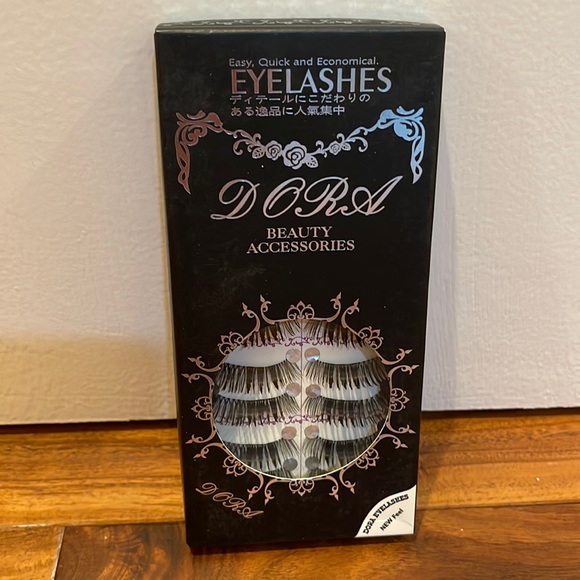 Easy, Quick and Economical.
EYELASHES
ディテールにこだわりの
ある逸品に人氣集中
DORA
BEAUTY
ACCESSORIES
DORA
DORA EYELASHES
NEW Feel